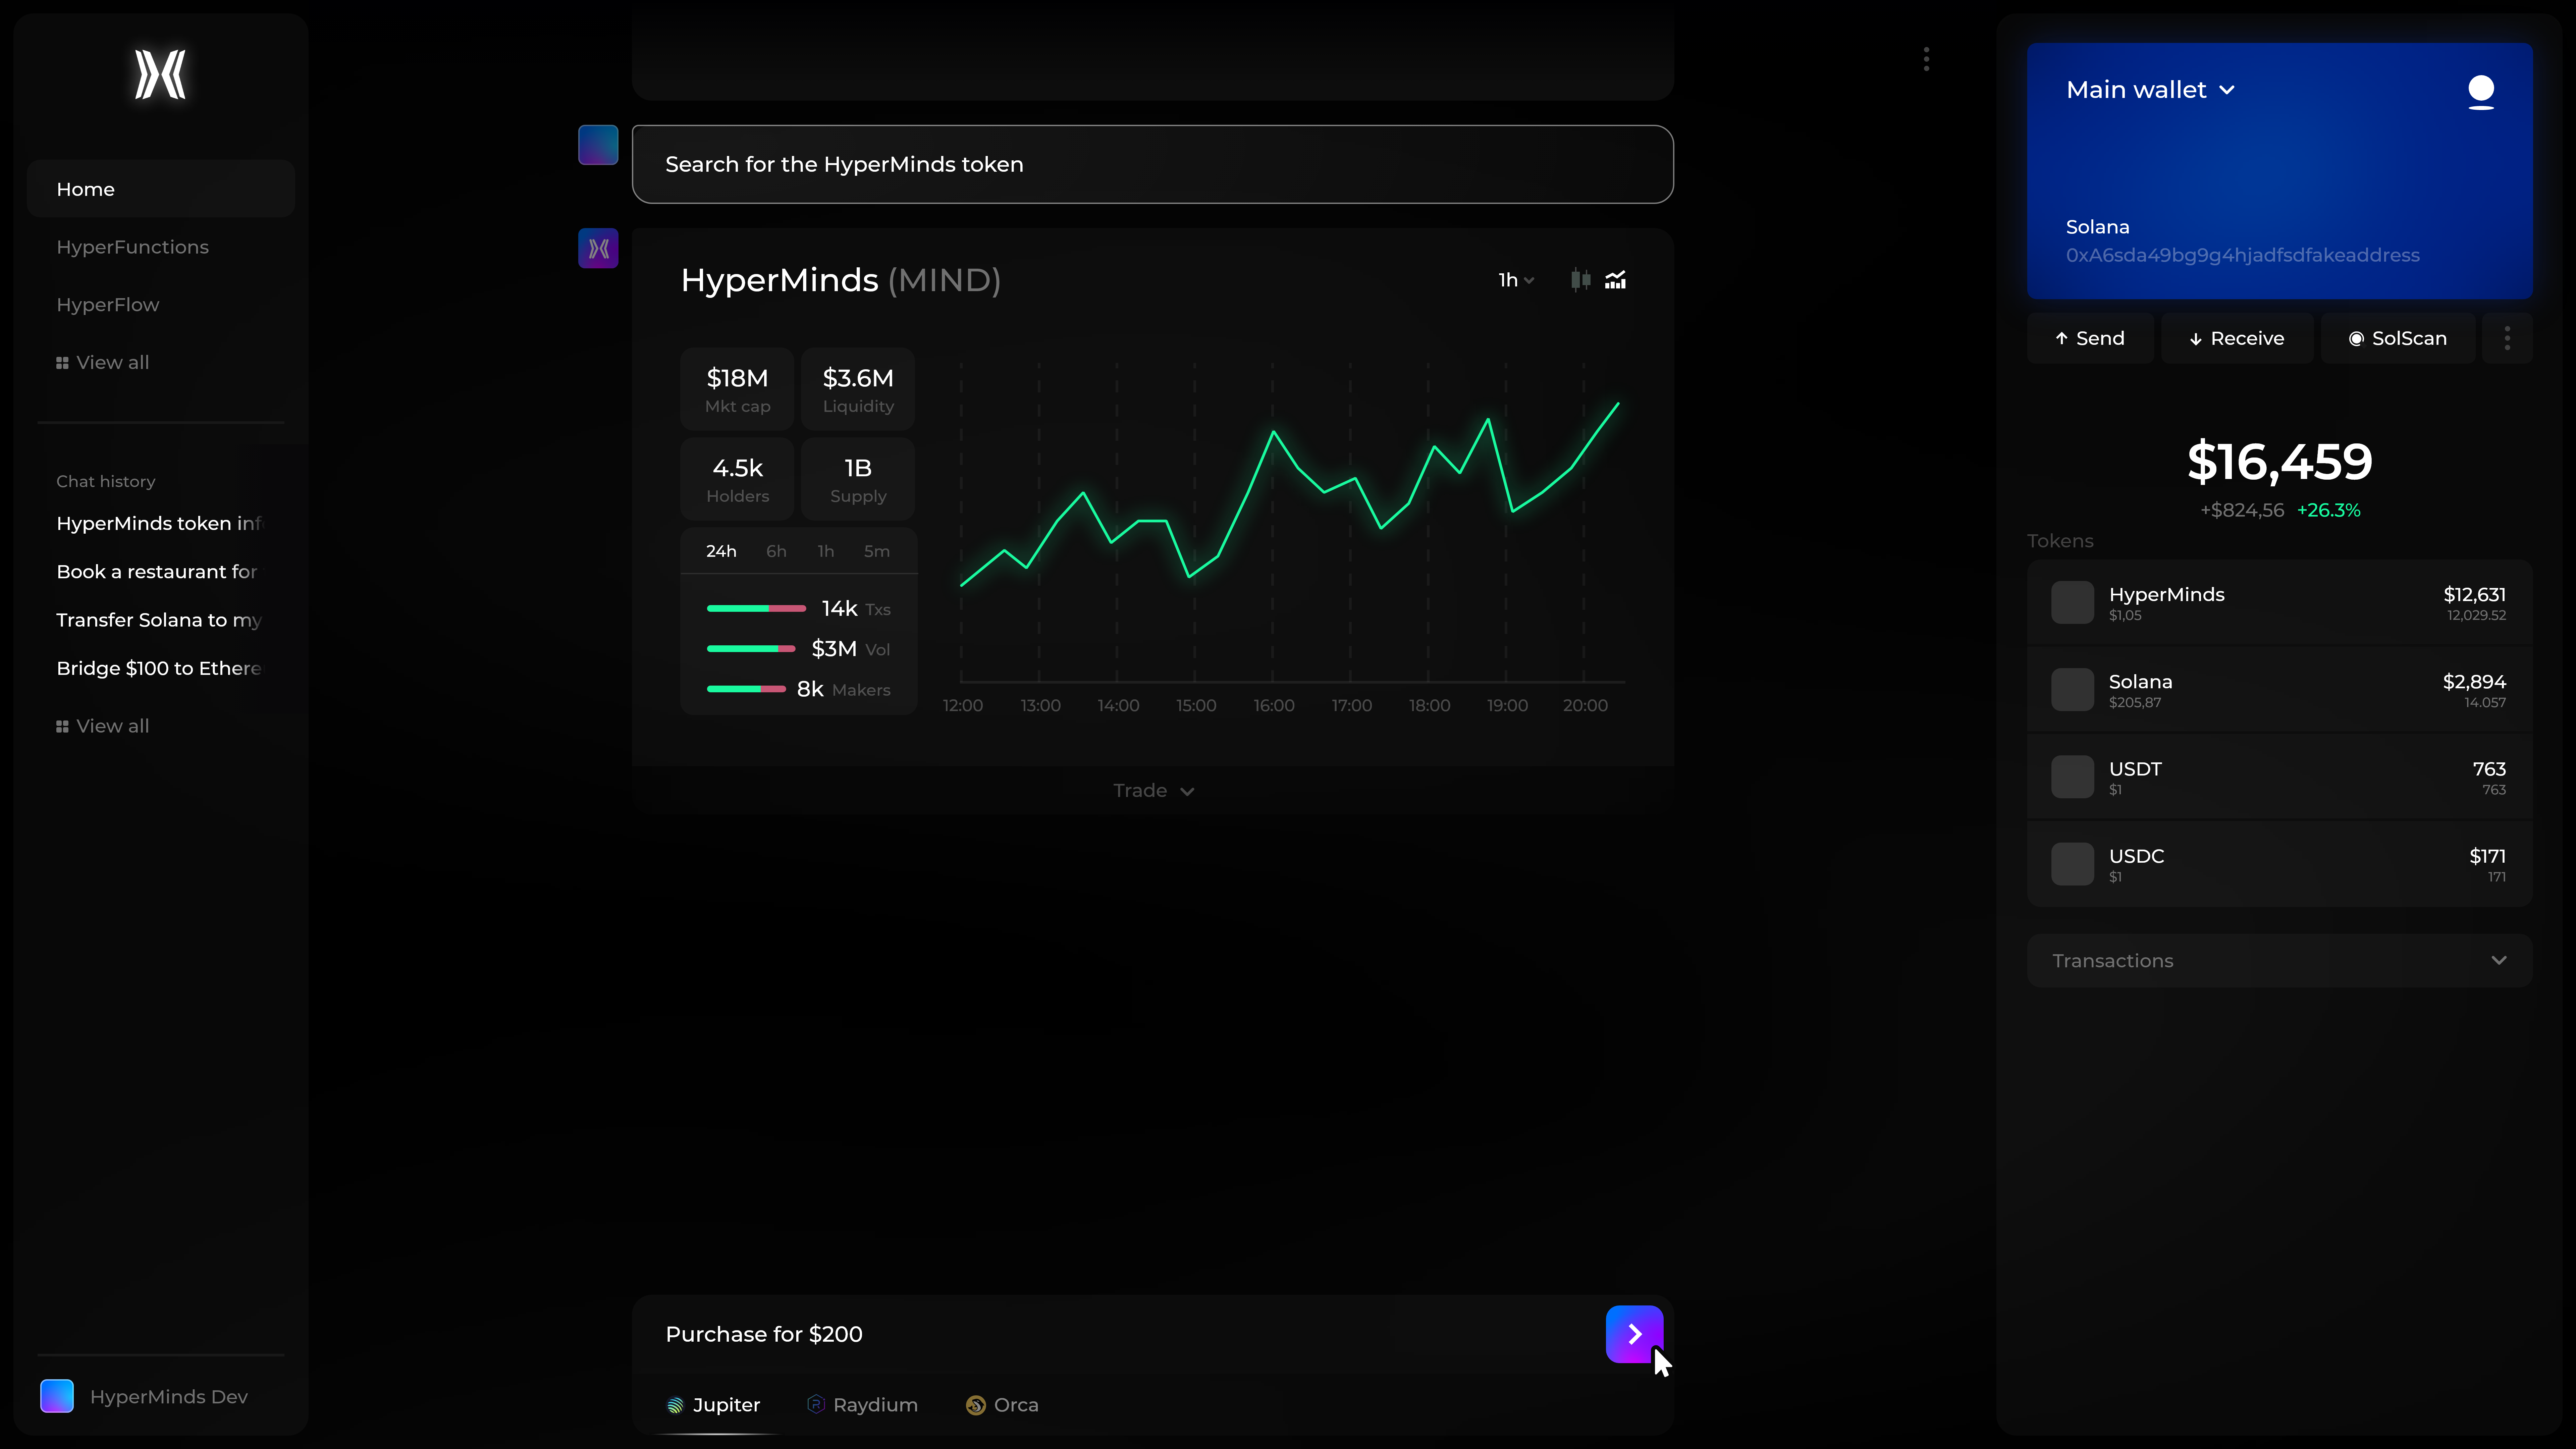 Home
HyperFunctions
HyperFlow
View all
Chat history
HyperMinds token inf
Book a restaurant for
Transfer Solana to my
Bridge $100 to Ethere
View all
HyperMinds Dev
Search for the HyperMinds token
HyperMinds (MIND)
1h
$18M
Mkt cap
$3.6M
Liquidity
4.5k
Holders
1B
Supply
24h 6h 1h 5m
14k Txs
$3M Vol
8k Makers
12:00 13:00 14:00 15:00 16:00 17:00 18:00 19:00 20:00
Trade
Purchase for $200
Jupiter Raydium Orca
Main wallet
Solana
0xA6sda49bg9g4hjadfsdfakeaddress
Send Receive SolScan
$16,459
+$824,56 +26.3%
Tokens
HyperMinds $12,631
$1,05 12,029.52
Solana $2,894
$205,87 14.057
USDT 763
$1 763
USDC $171
$1 171
Transactions